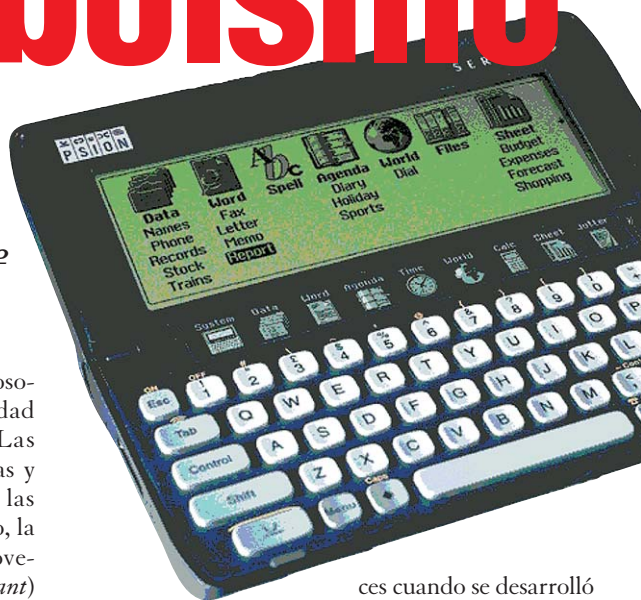 SER
PSION
Data
Names
Phone
Records
Stock
Trains
Word
Fax
Letter
Memo
Report
Spell
Agenda
Diary
Holiday
Sports
World
Dial
Files
Sheet
Budget
Expenses
Forecast
Shopping
System Data Word Agenda Time World Calc Sheet Jotter
ON OFF
Esc 1 2 3 4 5 6 7 8 9 0 +
Tab Q W E R T Y U I O P
Control A S D F G H J K L
Shift Z X C V B N M
Menu Caps
e
oso-
dad
Las
as y
las
o, la
ove-
ant)
ces cuando se desarrolló